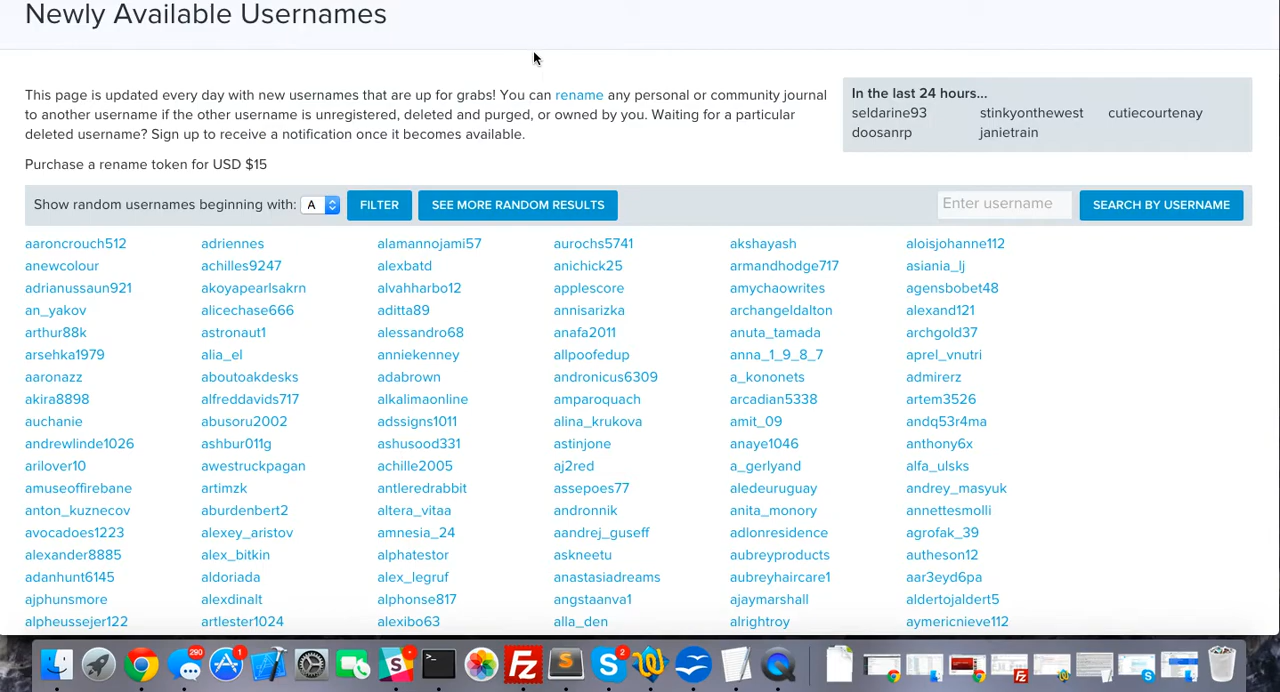 Newly Available Usernames
This page is updated every day with new usernames that are up for grabs! You can rename any personal or community journal
to another username if the other username is unregistered, deleted and purged, or owned by you. Waiting for a particular
deleted username? Sign up to receive a notification once it becomes available.
Purchase a rename token for USD $15
In the last 24 hours...
seldarine93 stinkyonthewest cutiecourtenay
doosanrp janietrain
Show random usernames beginning with: A FILTER SEE MORE RANDOM RESULTS Enter username SEARCH BY USERNAME
aaroncrouch512 adriennes alamannojami57 aurochs5741 akshayash aloisjohanne112
anewcolour achilles9247 alexbatd anichick25 armandhodge717 asiania_lj
adrianussaun921 akoyapearlsakrn alvahharbo12 applescore amychaowrites agensbobet48
an_yakov alicechase666 aditta89 annisarizka archangeldalton alexand121
arthur88k astronaut1 alessandro68 anafa2011 anuta_tamada archgold37
arsehka1979 alia_el anniekenney allpoofedup anna_1_9_8_7 aprel_vnutri
aaronazz aboutoakdesks adabrown andronicus6309 a_kononets admirerz
akira8898 alfreddavids717 alkalimaonline amparoquach arcadian5338 artem3526
auchanie abusoru2002 adssigns1011 alina_krukova amit_09 andq53r4ma
andrewlinde1026 ashbur011g ashusood331 astinjone anaye1046 anthony6x
arilover10 awestruckpagan achille2005 aj2red a_gerlyand alfa_ulsks
amuseoffirebane artimzk antleredrabbit assepoes77 aledeuruguay andrey_masyuk
anton_kuznecov aburdenbert2 altera_vitaa andronnik anita_monory annettesmolli
avocadoes1223 alexey_aristov amnesia_24 aandrej_guseff adlonresidence agrofak_39
alexander8885 alex_bitkin alphatestor askneetu aubreyproducts autheson12
adanhunt6145 aldoriada alex_legruf anastasiadreams aubreyhaircare1 aar3eyd6pa
ajphunsmore alexdinalt alphonse817 angstaanva1 ajaymarshall aldertojaldert5
alpheussejer122 artlester1024 alexibo63 alla_den alrightroy aymericnieve112
290 1 2